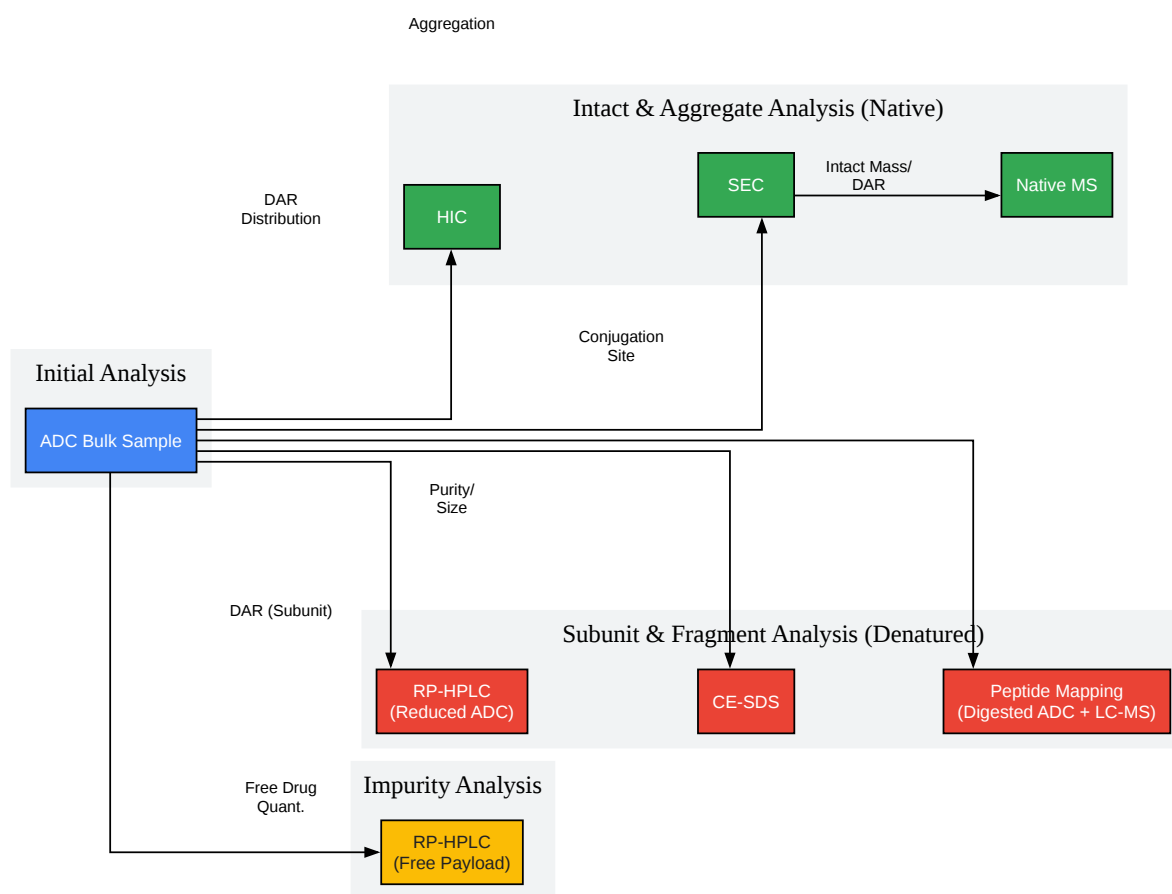 Aggregation
Intact & Aggregate Analysis (Native)
SEC
Intact Mass/
DAR
Native MS
DAR
Distribution
HIC
Conjugation
Site
Initial Analysis
ADC Bulk Sample
Purity/
Size
DAR (Subunit)
Subunit & Fragment Analysis (Denatured)
RP-HPLC
(Reduced ADC)
CE-SDS
Peptide Mapping
(Digested ADC + LC-MS)
Free Drug
Quant.
Impurity Analysis
RP-HPLC
(Free Payload)